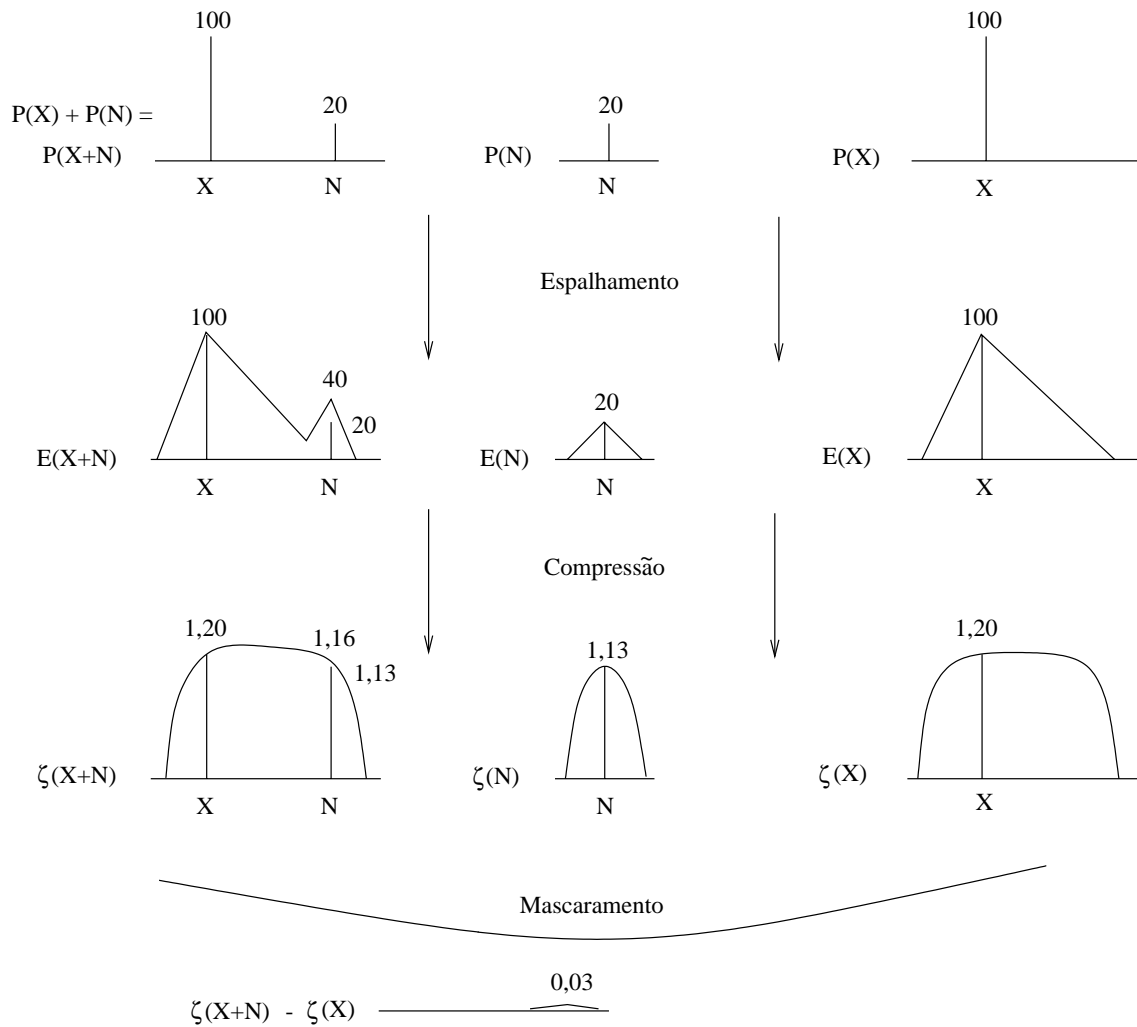 100
100
P(X) + P(N) =
20
20
P(X+N)
P(N)
P(X)
X
N
N
X
Espalhamento
100
100
40
20
20
E(X+N)
E(N)
E(X)
X
N
N
X
Compressão
1,20
1,16
1,13
1,13
1,20
ζ(X+N)
ζ(N)
ζ(X)
X
N
N
X
Mascaramento
0,03
ζ(X+N) - ζ(X)